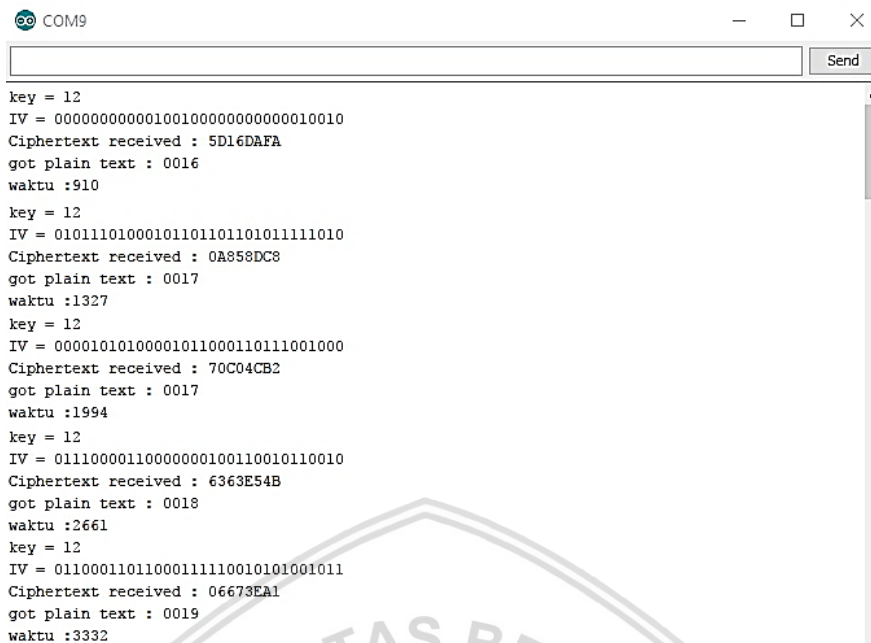 COM9
Send
key = 12
IV = 00000000000100100000000000010010
Ciphertext received : 5D16DAFA
got plain text : 0016
waktu :910
key = 12
IV = 01011101000101101101101011111010
Ciphertext received : 0A858DC8
got plain text : 0017
waktu :1327
key = 12
IV = 00001010100001011000110111001000
Ciphertext received : 70C04CB2
got plain text : 0017
waktu :1994
key = 12
IV = 01110000110000000100110010110010
Ciphertext received : 6363E54B
got plain text : 0018
waktu :2661
key = 12
IV = 01100011011000111110010101001011
Ciphertext received : 06673EA1
got plain text : 0019
waktu :3332